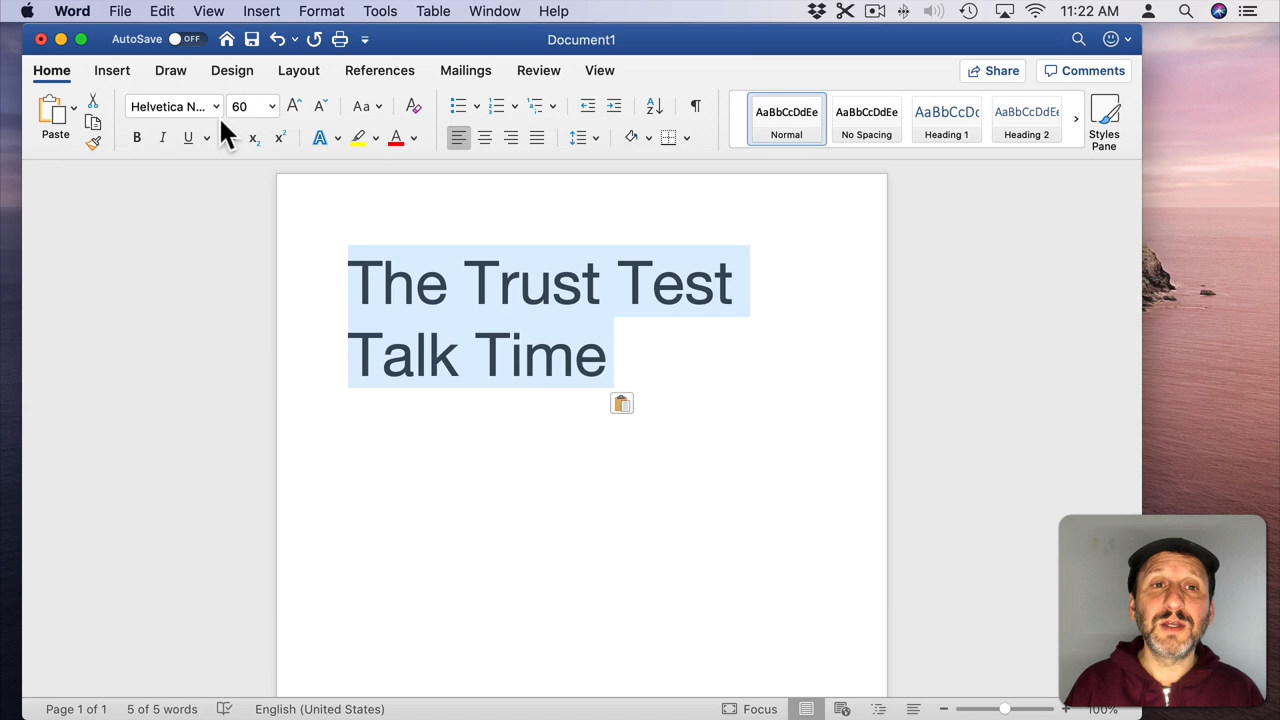 Word File Edit View Insert Format Tools Table Window Help 11:22 AM
AutoSave OFF Document1
Home Insert Draw Design Layout References Mailings Review View Share Comments
Paste Helvetica N... 60 Aa A
B I U x₂ x² A A
AaBbCcDdEe AaBbCcDdEe AaBbCcDc AaBbCcDdEe
Normal No Spacing Heading 1 Heading 2 Styles Pane
The Trust Test
Talk Time
Page 1 of 1 5 of 5 words English (United States) Focus 100%